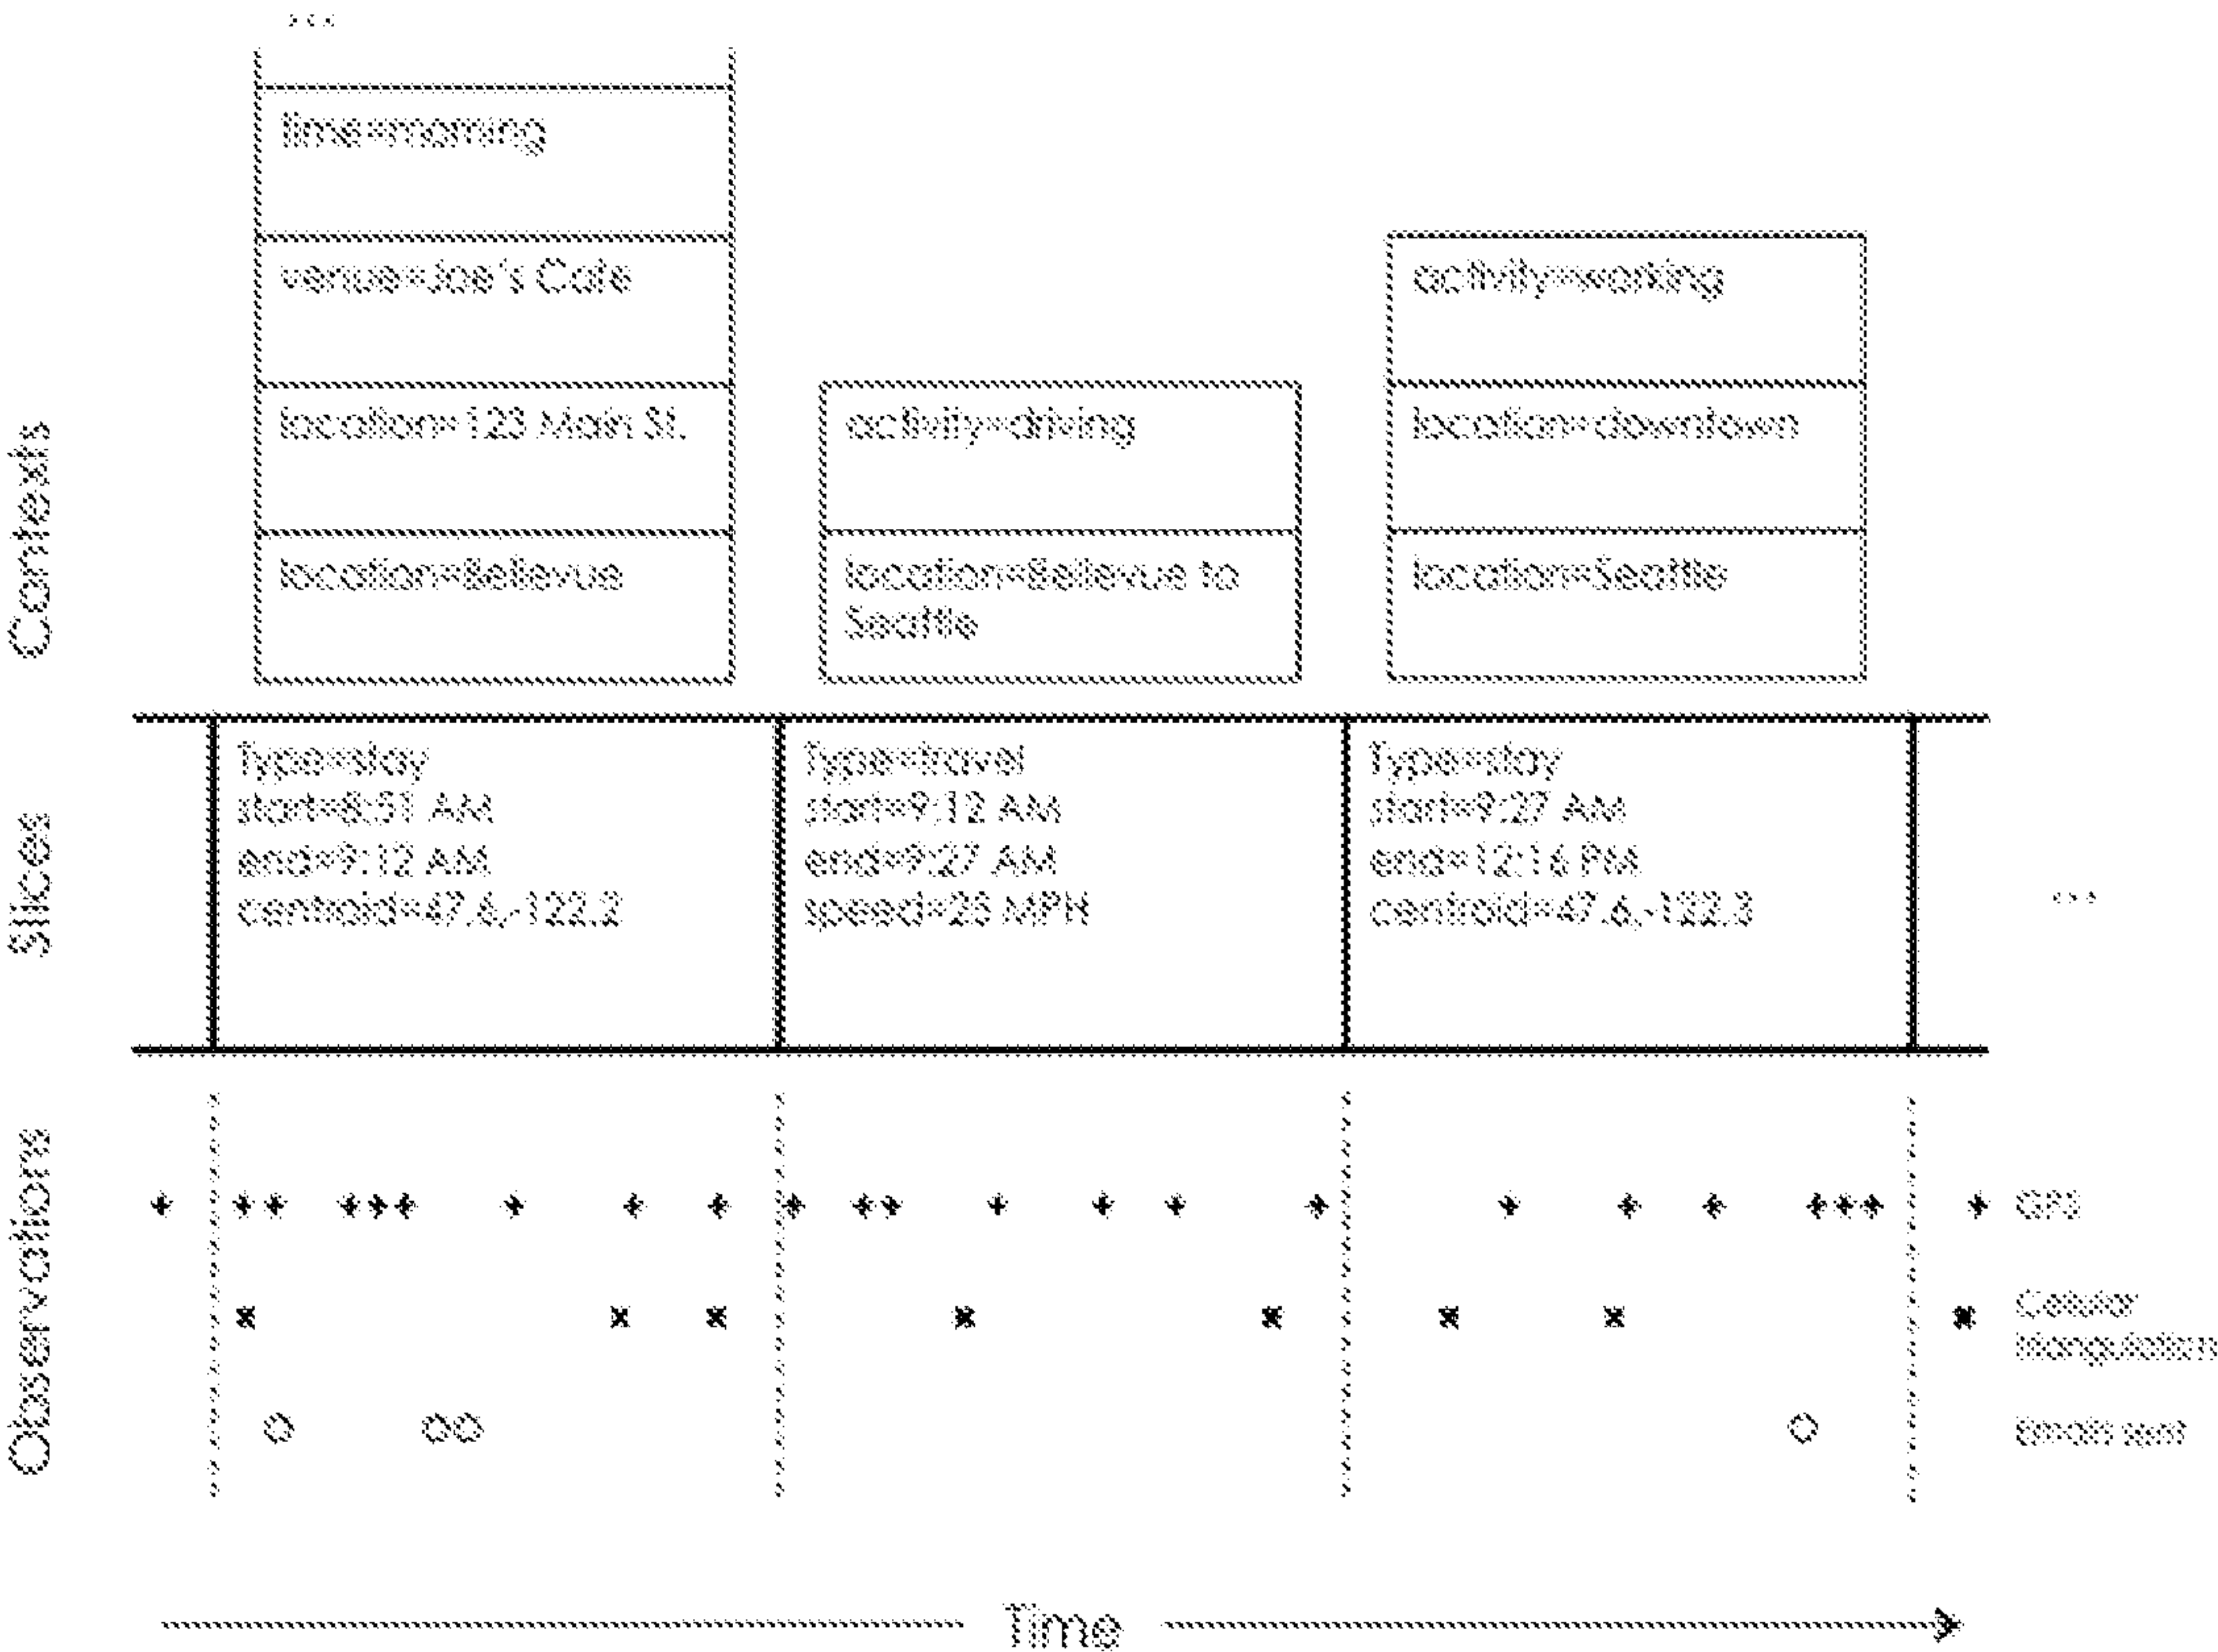 ...
time=morning
venue=Joe's Cafe
location=123 Main St.
location=Bellevue
activity=driving
location=Bellevue to
Seattle
activity=working
location=downtown
location=Seattle
Contexts
Type=stay
start=8:51 AM
end=9:12 AM
centroid=47.6,-122.2
Type=travel
start=9:12 AM
end=9:27 AM
speed=25 MPH
Type=stay
start=9:27 AM
end=12:16 PM
centroid=47.6,-122.3
...
Slices
Observations
GPS
Cellular
triangulation
Emails sent
Time